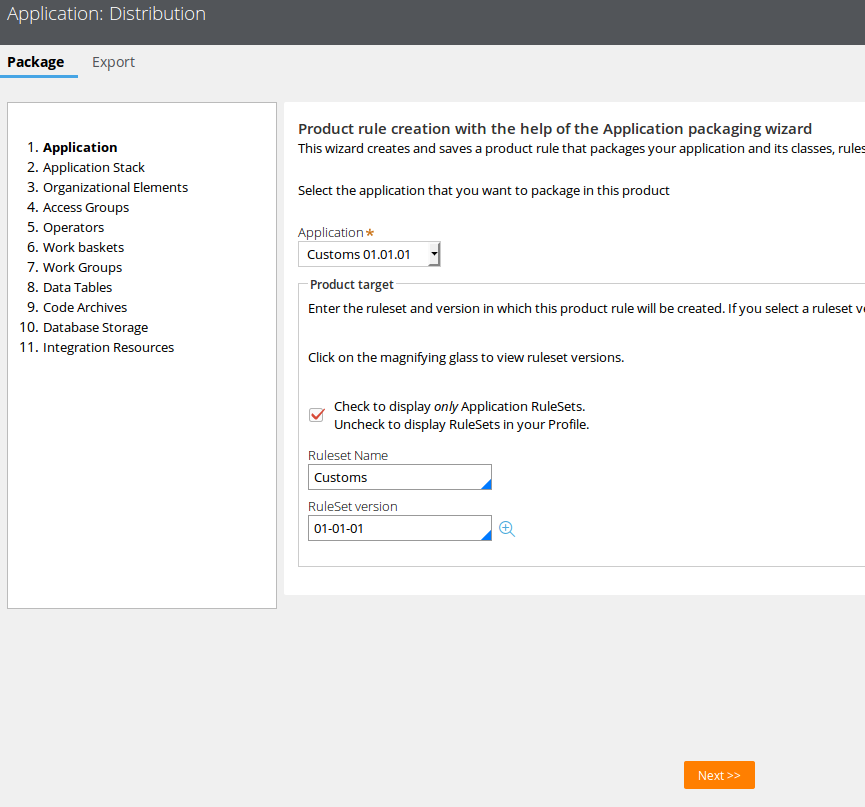 Application: Distribution
Package Export
1. Application
2. Application Stack
3. Organizational Elements
4. Access Groups
5. Operators
6. Work baskets
7. Work Groups
8. Data Tables
9. Code Archives
10. Database Storage
11. Integration Resources
Product rule creation with the help of the Application packaging wizard
This wizard creates and saves a product rule that packages your application and its classes, rules
Select the application that you want to package in this product
Application*
Customs 01.01.01
Product target
Enter the ruleset and version in which this product rule will be created. If you select a ruleset
Click on the magnifying glass to view ruleset versions.
Check to display only Application RuleSets.
Uncheck to display RuleSets in your Profile.
Ruleset Name
Customs
RuleSet version
01-01-01
Next >>